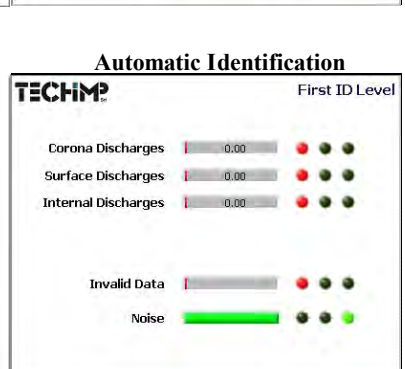 Automatic Identification
TECHIMP First ID Level
Corona Discharges 0.00
Surface Discharges 0.00
Internal Discharges 0.00
Invalid Data
Noise